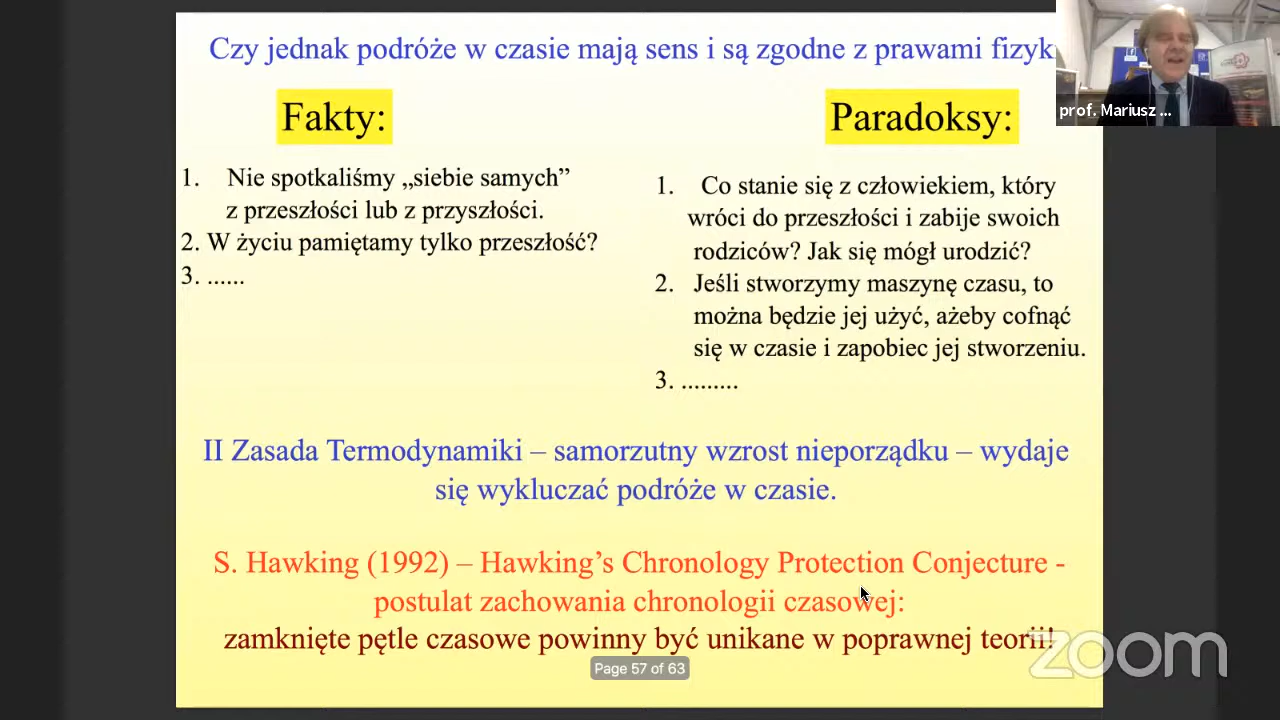 Czy jednak podróże w czasie mają sens i są zgodne z prawami fizyk
prof. Mariusz ...
Fakty:
1. Nie spotkaliśmy „siebie samych”
z przeszłości lub z przyszłości.
2. W życiu pamiętamy tylko przeszłość?
3. ......
Paradoksy:
1. Co stanie się z człowiekiem, który
wróci do przeszłości i zabije swoich
rodziców? Jak się mógł urodzić?
2. Jeśli stworzymy maszynę czasu, to
można będzie jej użyć, ażeby cofnąć
się w czasie i zapobiec jej stworzeniu.
3. .........
II Zasada Termodynamiki – samorzutny wzrost nieporządku – wydaje
się wykluczać podróże w czasie.
S. Hawking (1992) – Hawking’s Chronology Protection Conjecture -
postulat zachowania chronologii czasowej:
zamknięte pętle czasowe powinny być unikane w poprawnej teorii!
Page 57 of 63
zoom